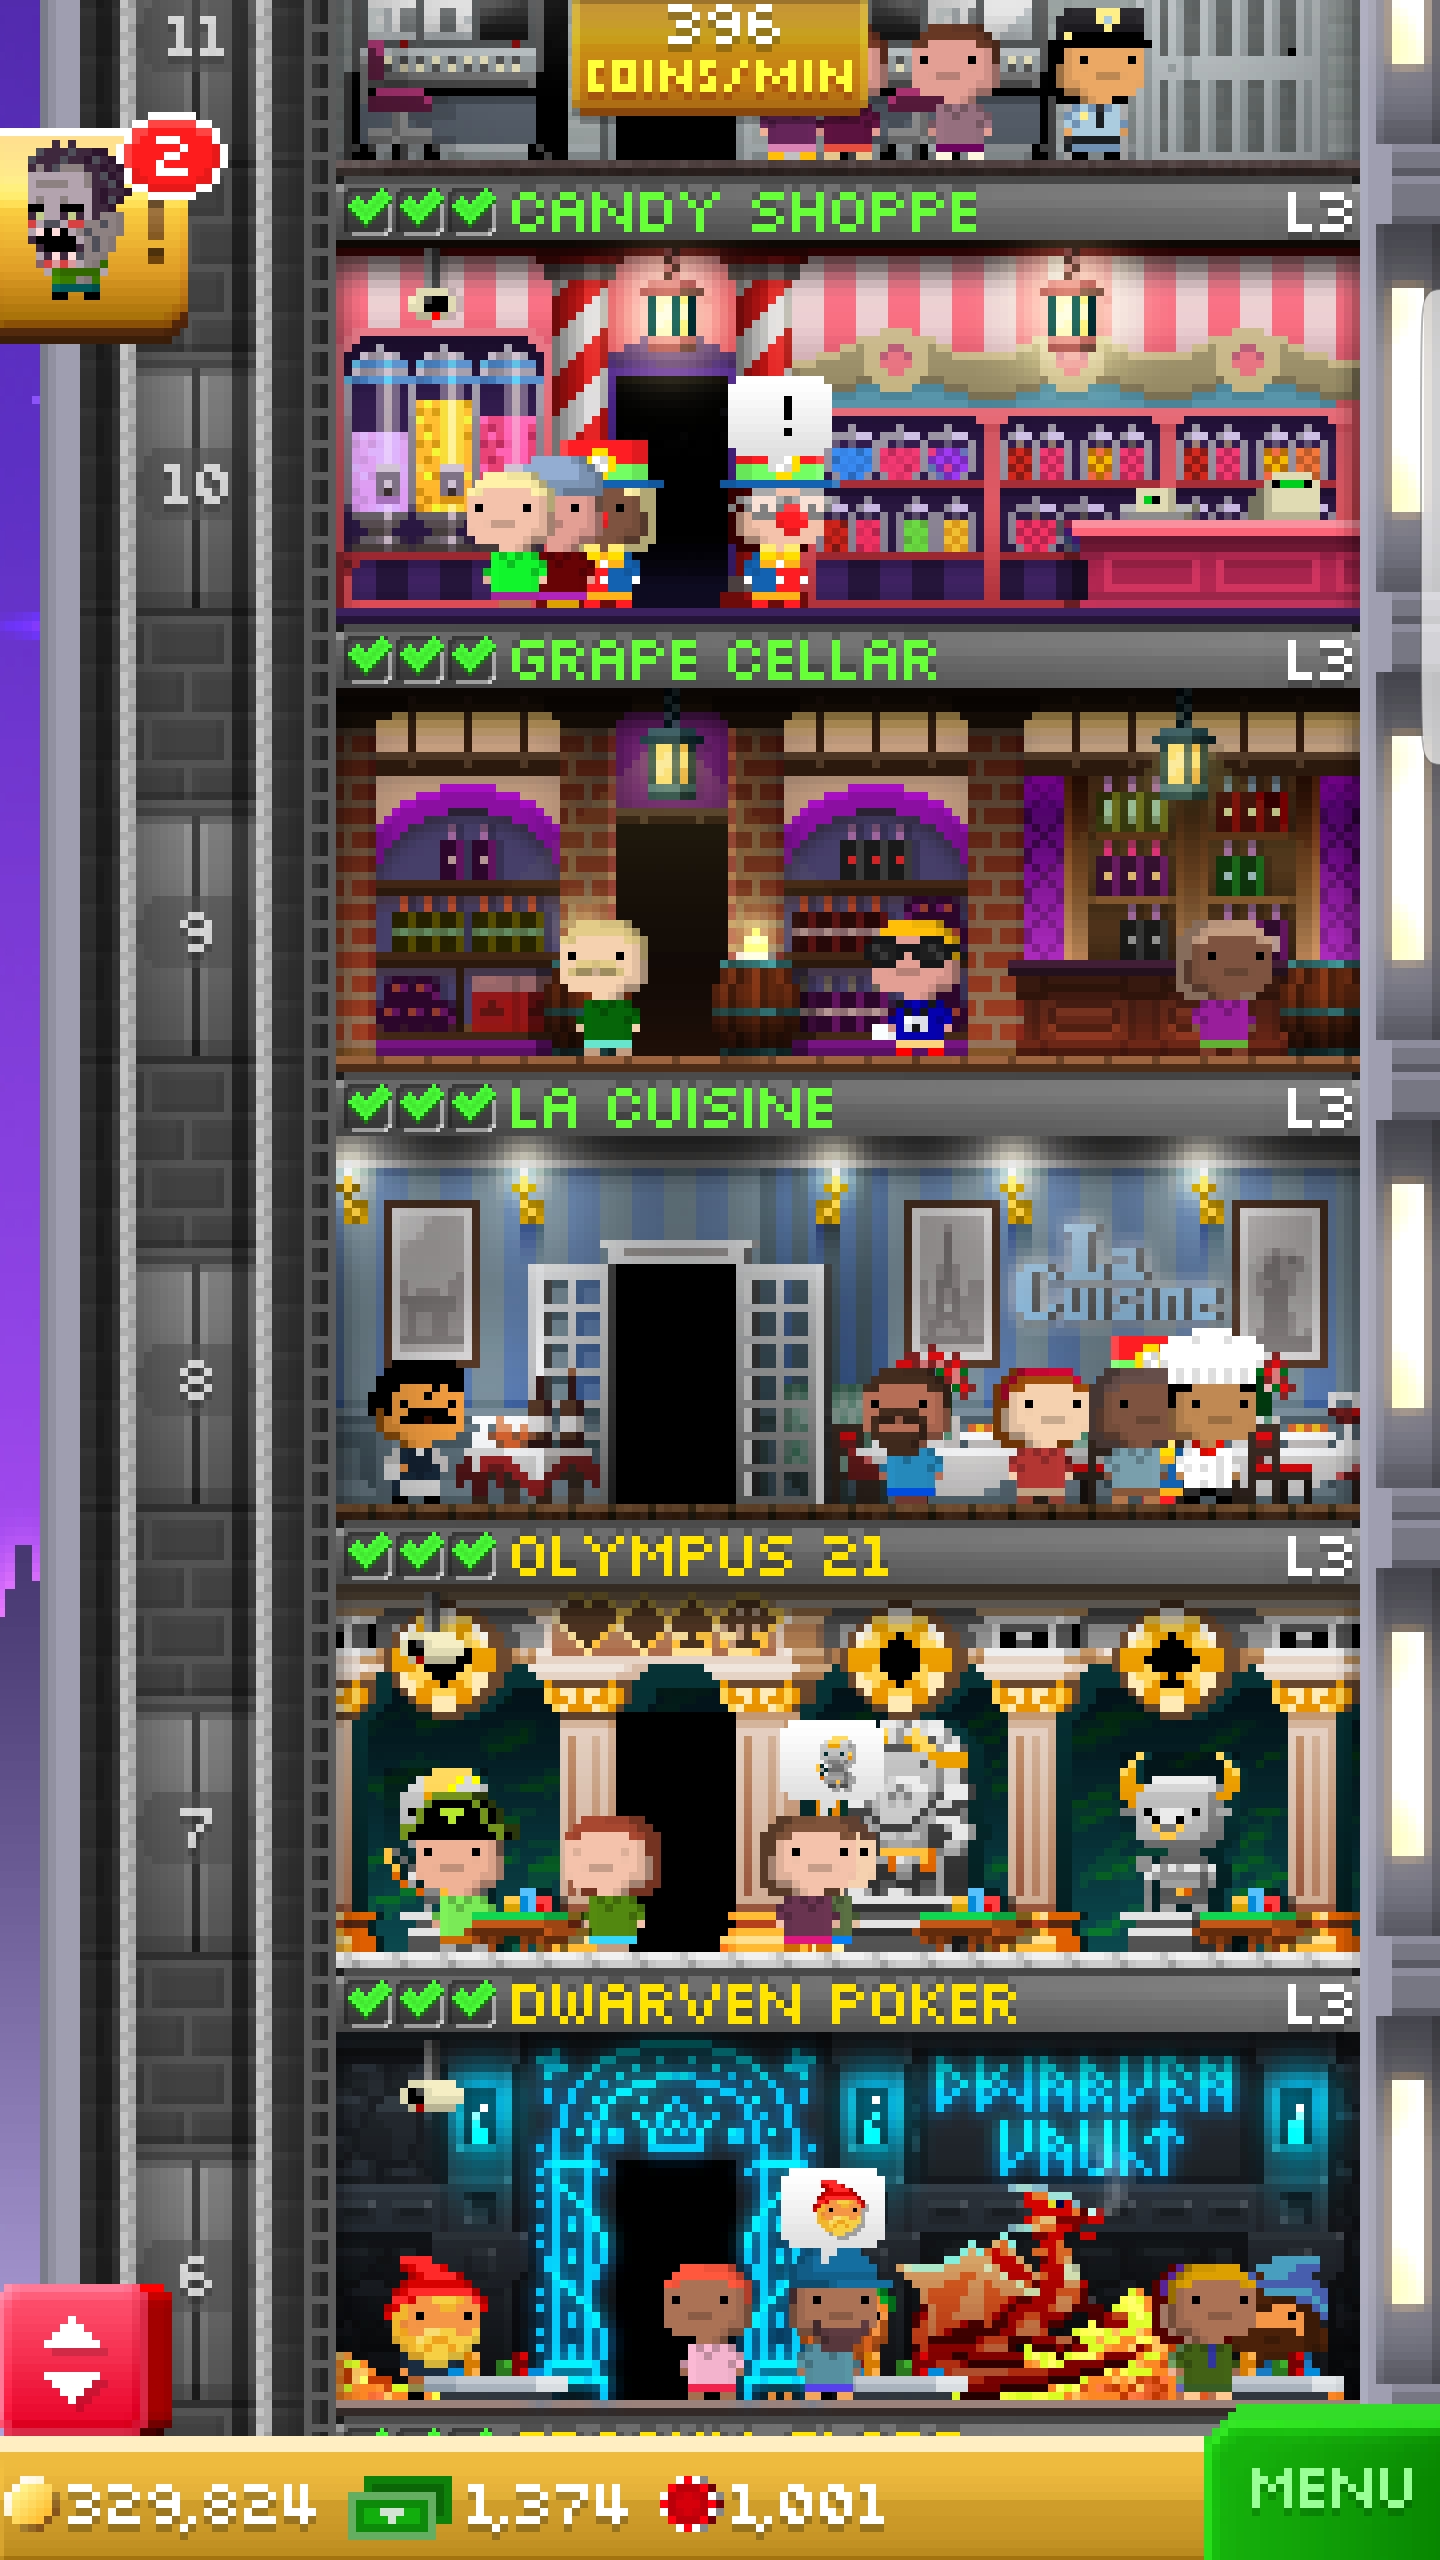 11
396
COINS/MIN
2
!
CANDY SHOPPE L3
!
10
GRAPE CELLAR L3
9
LA CUISINE L3
La
Cuisine
8
OLYMPUS 21 L3
7
DWARVEN POKER L3
DWARVEN
VAULT
6
329,824 1,374 1,001
MENU